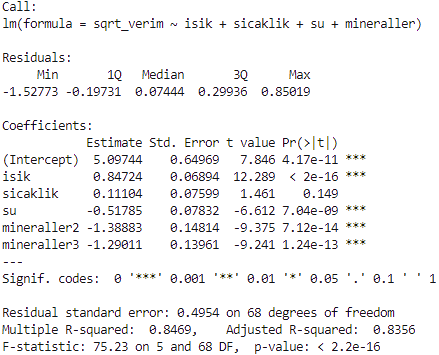 Call:
lm(formula = sqrt_verim ~ isik + sicaklik + su + mineraller)

Residuals:
     Min       1Q   Median       3Q      Max
-1.52773 -0.19731  0.07444  0.29936  0.85019

Coefficients:
            Estimate Std. Error t value Pr(>|t|)
(Intercept)  5.09744    0.64969   7.846 4.17e-11 ***
isik         0.84724    0.06894  12.289  < 2e-16 ***
sicaklik     0.11104    0.07599   1.461    0.149
su          -0.51785    0.07832  -6.612 7.04e-09 ***
mineraller2 -1.38883    0.14814  -9.375 7.12e-14 ***
mineraller3 -1.29011    0.13961  -9.241 1.24e-13 ***
---
Signif. codes:  0 '***' 0.001 '**' 0.01 '*' 0.05 '.' 0.1 ' ' 1

Residual standard error: 0.4954 on 68 degrees of freedom
Multiple R-squared:  0.8469,    Adjusted R-squared:  0.8356
F-statistic: 75.23 on 5 and 68 DF,  p-value: < 2.2e-16